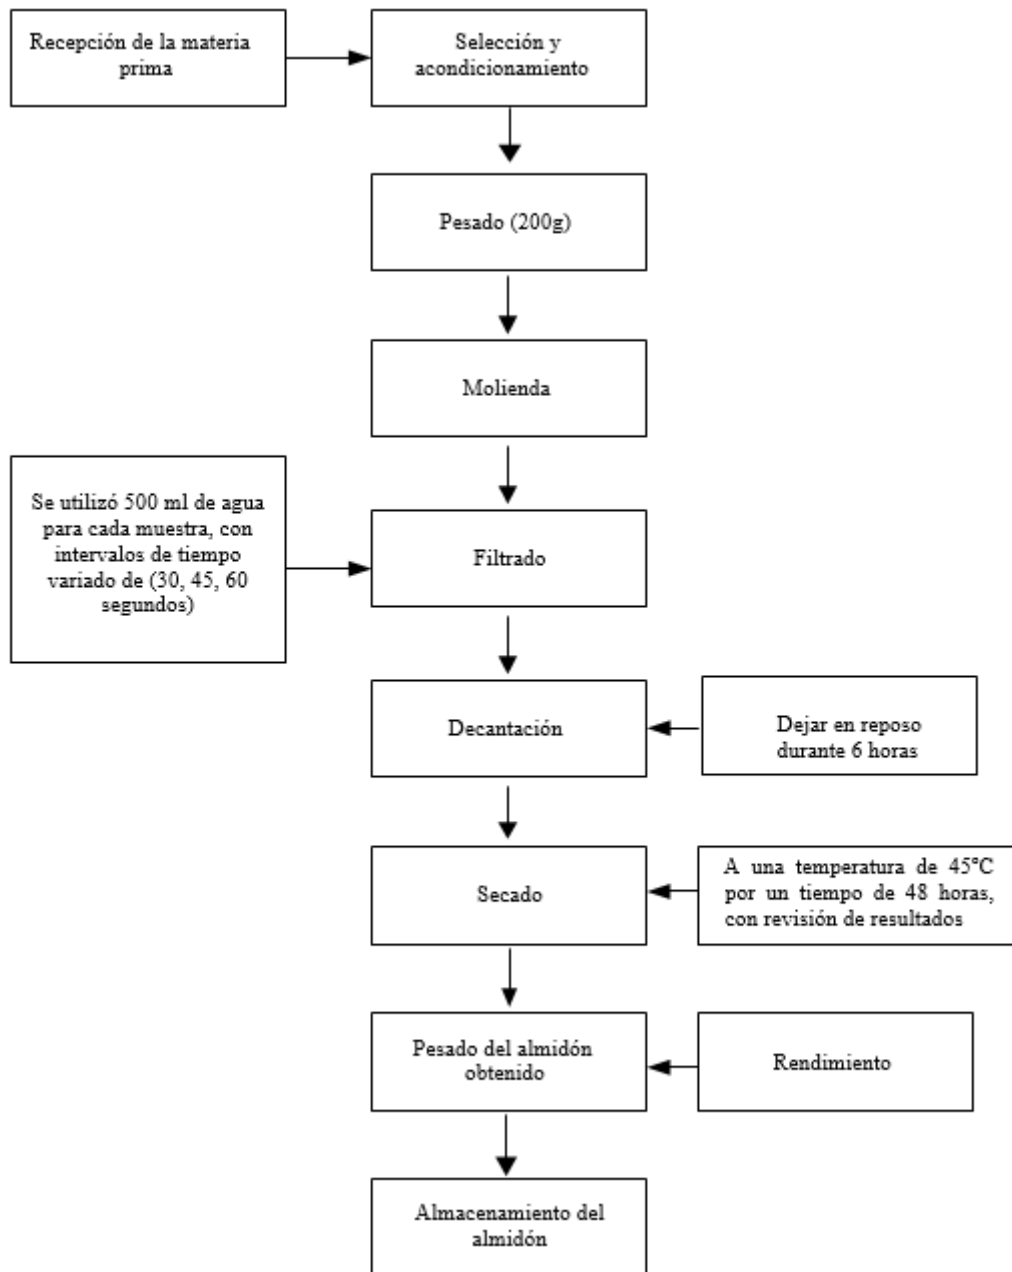 Recepción de la materia
prima
Selección y
acondicionamiento
Pesado (200g)
Molienda
Se utilizó 500 ml de agua
para cada muestra, con
intervalos de tiempo
variado de (30, 45, 60
segundos)
Filtrado
Decantación
Dejar en reposo
durante 6 horas
Secado
A una temperatura de 45°C
por un tiempo de 48 horas,
con revisión de resultados
Pesado del almidón
obtenido
Rendimiento
Almacenamiento del
almidón